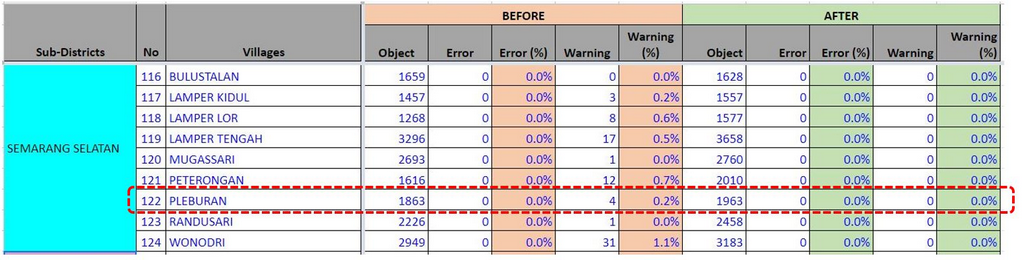 BEFORE AFTER
Sub-Districts No Villages Object Error Error (%) Warning Warning (%) Object Error Error (%) Warning Warning (%)
SEMARANG SELATAN
116 BULUSTALAN 1659 0 0.0% 0 0.0% 1628 0 0.0% 0 0.0%
117 LAMPER KIDUL 1457 0 0.0% 3 0.2% 1557 0 0.0% 0 0.0%
118 LAMPER LOR 1268 0 0.0% 8 0.6% 1577 0 0.0% 0 0.0%
119 LAMPER TENGAH 3296 0 0.0% 17 0.5% 3658 0 0.0% 0 0.0%
120 MUGASSARI 2693 0 0.0% 1 0.0% 2760 0 0.0% 0 0.0%
121 PETERONGAN 1616 0 0.0% 12 0.7% 2010 0 0.0% 0 0.0%
122 PLEBURAN 1863 0 0.0% 4 0.2% 1963 0 0.0% 0 0.0%
123 RANDUSARI 2226 0 0.0% 1 0.0% 2458 0 0.0% 0 0.0%
124 WONODRI 2949 0 0.0% 31 1.1% 3183 0 0.0% 0 0.0%